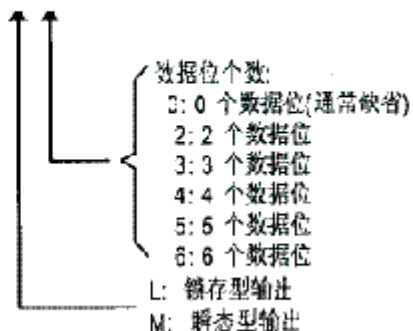 数据位个数:
0: 0 个数据位(通常缺省)
2: 2 个数据位
3: 3 个数据位
4: 4 个数据位
5: 5 个数据位
6: 6 个数据位
L: 锁存型输出
M: 瞬态型输出